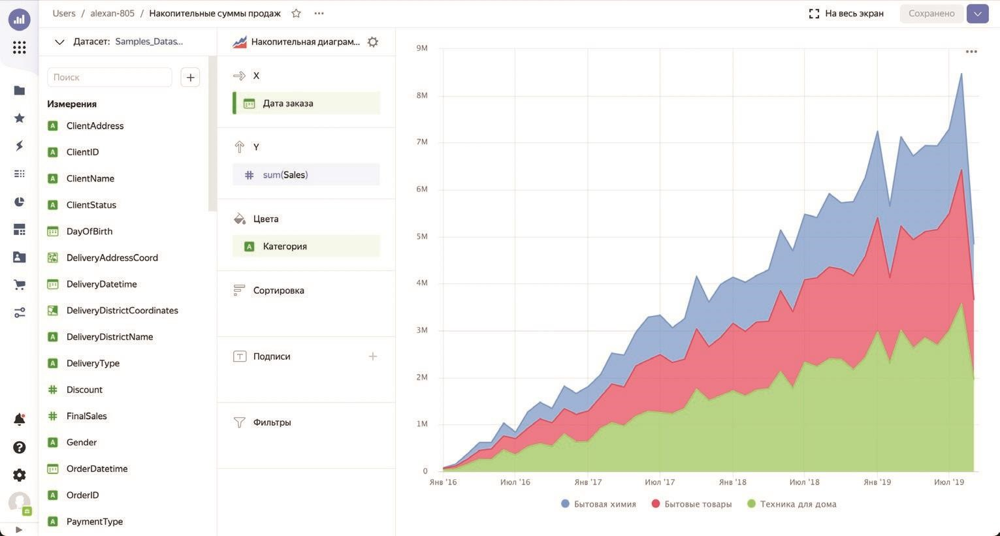 Users / alexan-805 / Накопительные суммы продаж
На весь экран
Сохранено
Датасет: Samples_Datas...
Поиск
Измерения
ClientAddress
ClientID
ClientName
ClientStatus
DayOfBirth
DeliveryAddressCoord
DeliveryDatetime
DeliveryDistrictCoordinates
DeliveryDistrictName
DeliveryType
Discount
FinalSales
Gender
OrderDatetime
OrderID
PaymentType
Накопительная диаграм...
X
Дата заказа
Y
sum(Sales)
Цвета
Категория
Сортировка
Подписи
Фильтры
9M
8M
7M
6M
5M
4M
3M
2M
1M
0
Янв '16 Июл '16 Янв '17 Июл '17 Янв '18 Июл '18 Янв '19 Июл '19
Бытовая химия Бытовые товары Техника для дома